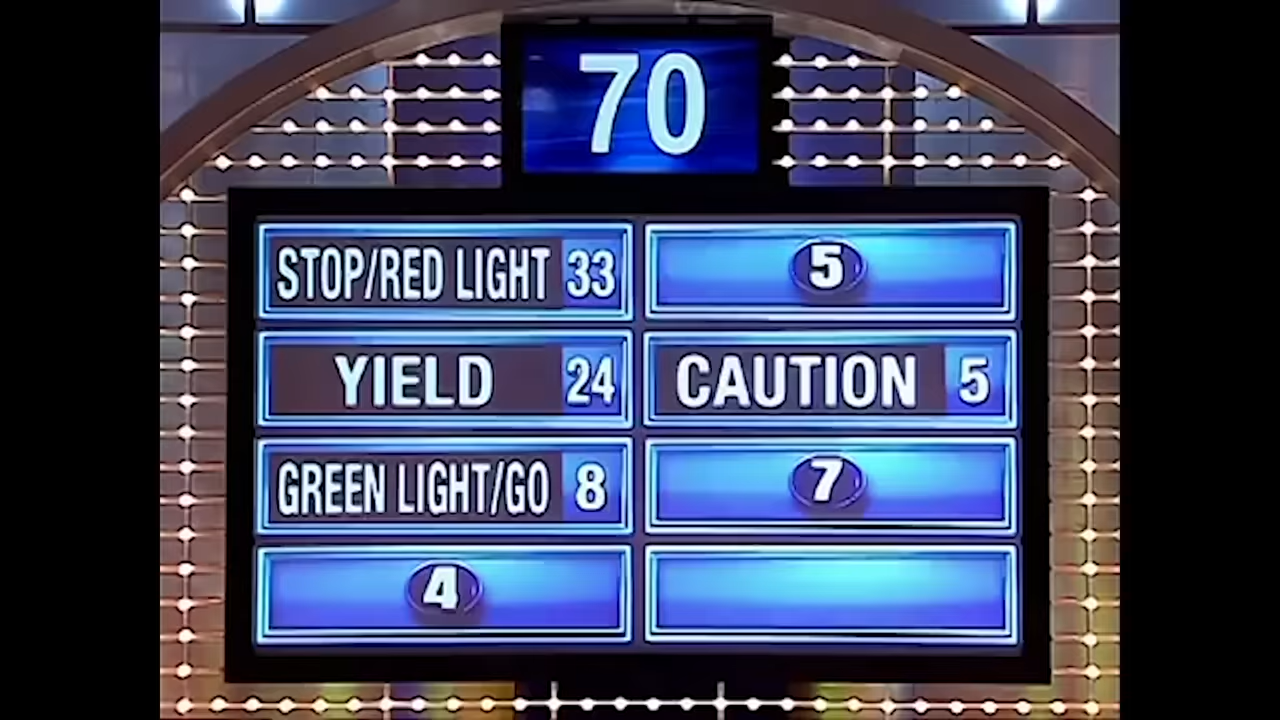 70
STOP/RED LIGHT 33
YIELD 24
GREEN LIGHT/GO 8
4
5
CAUTION 5
7